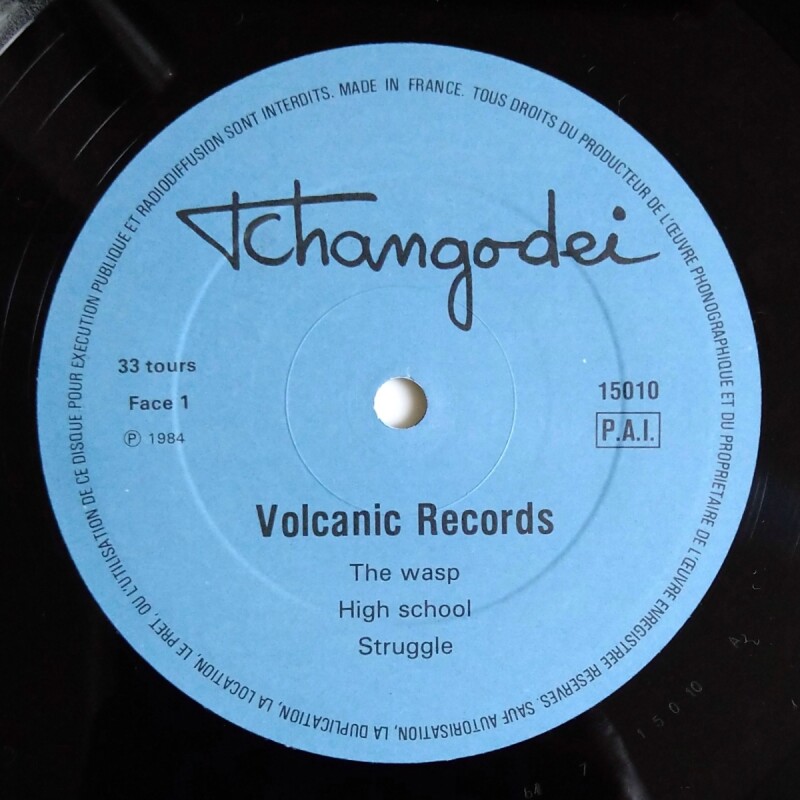 TOUS DROITS DU PRODUCTEUR DE L'ŒUVRE PHONOGRAPHIQUE ET DU PROPRIETAIRE DE L'ŒUVRE ENREGISTREE RESERVES. SAUF AUTORISATION, LA DUPLICATION, LA LOCATION, LE PRET, OU L'UTILISATION DE CE DISQUE POUR EXECUTION PUBLIQUE ET RADIODIFFUSION SONT INTERDITS. MADE IN FRANCE.
Tchangodei
33 tours
Face 1
℗ 1984
15010
P.A.I.
Volcanic Records
The wasp
High school
Struggle
15010